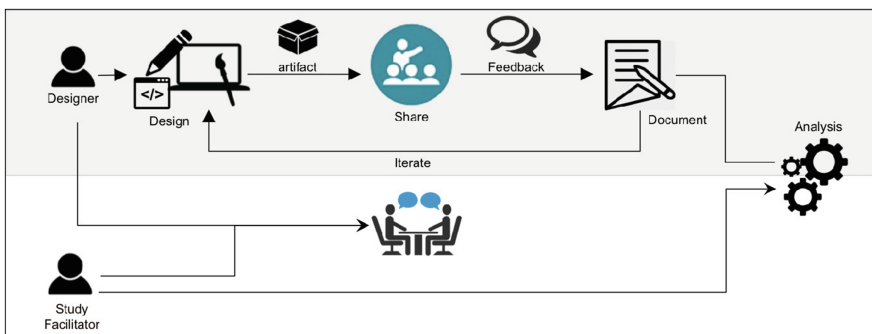 artifact
Feedback
</>
Designer
Design
Share
Document
Analysis
Iterate
Study
Facilitator